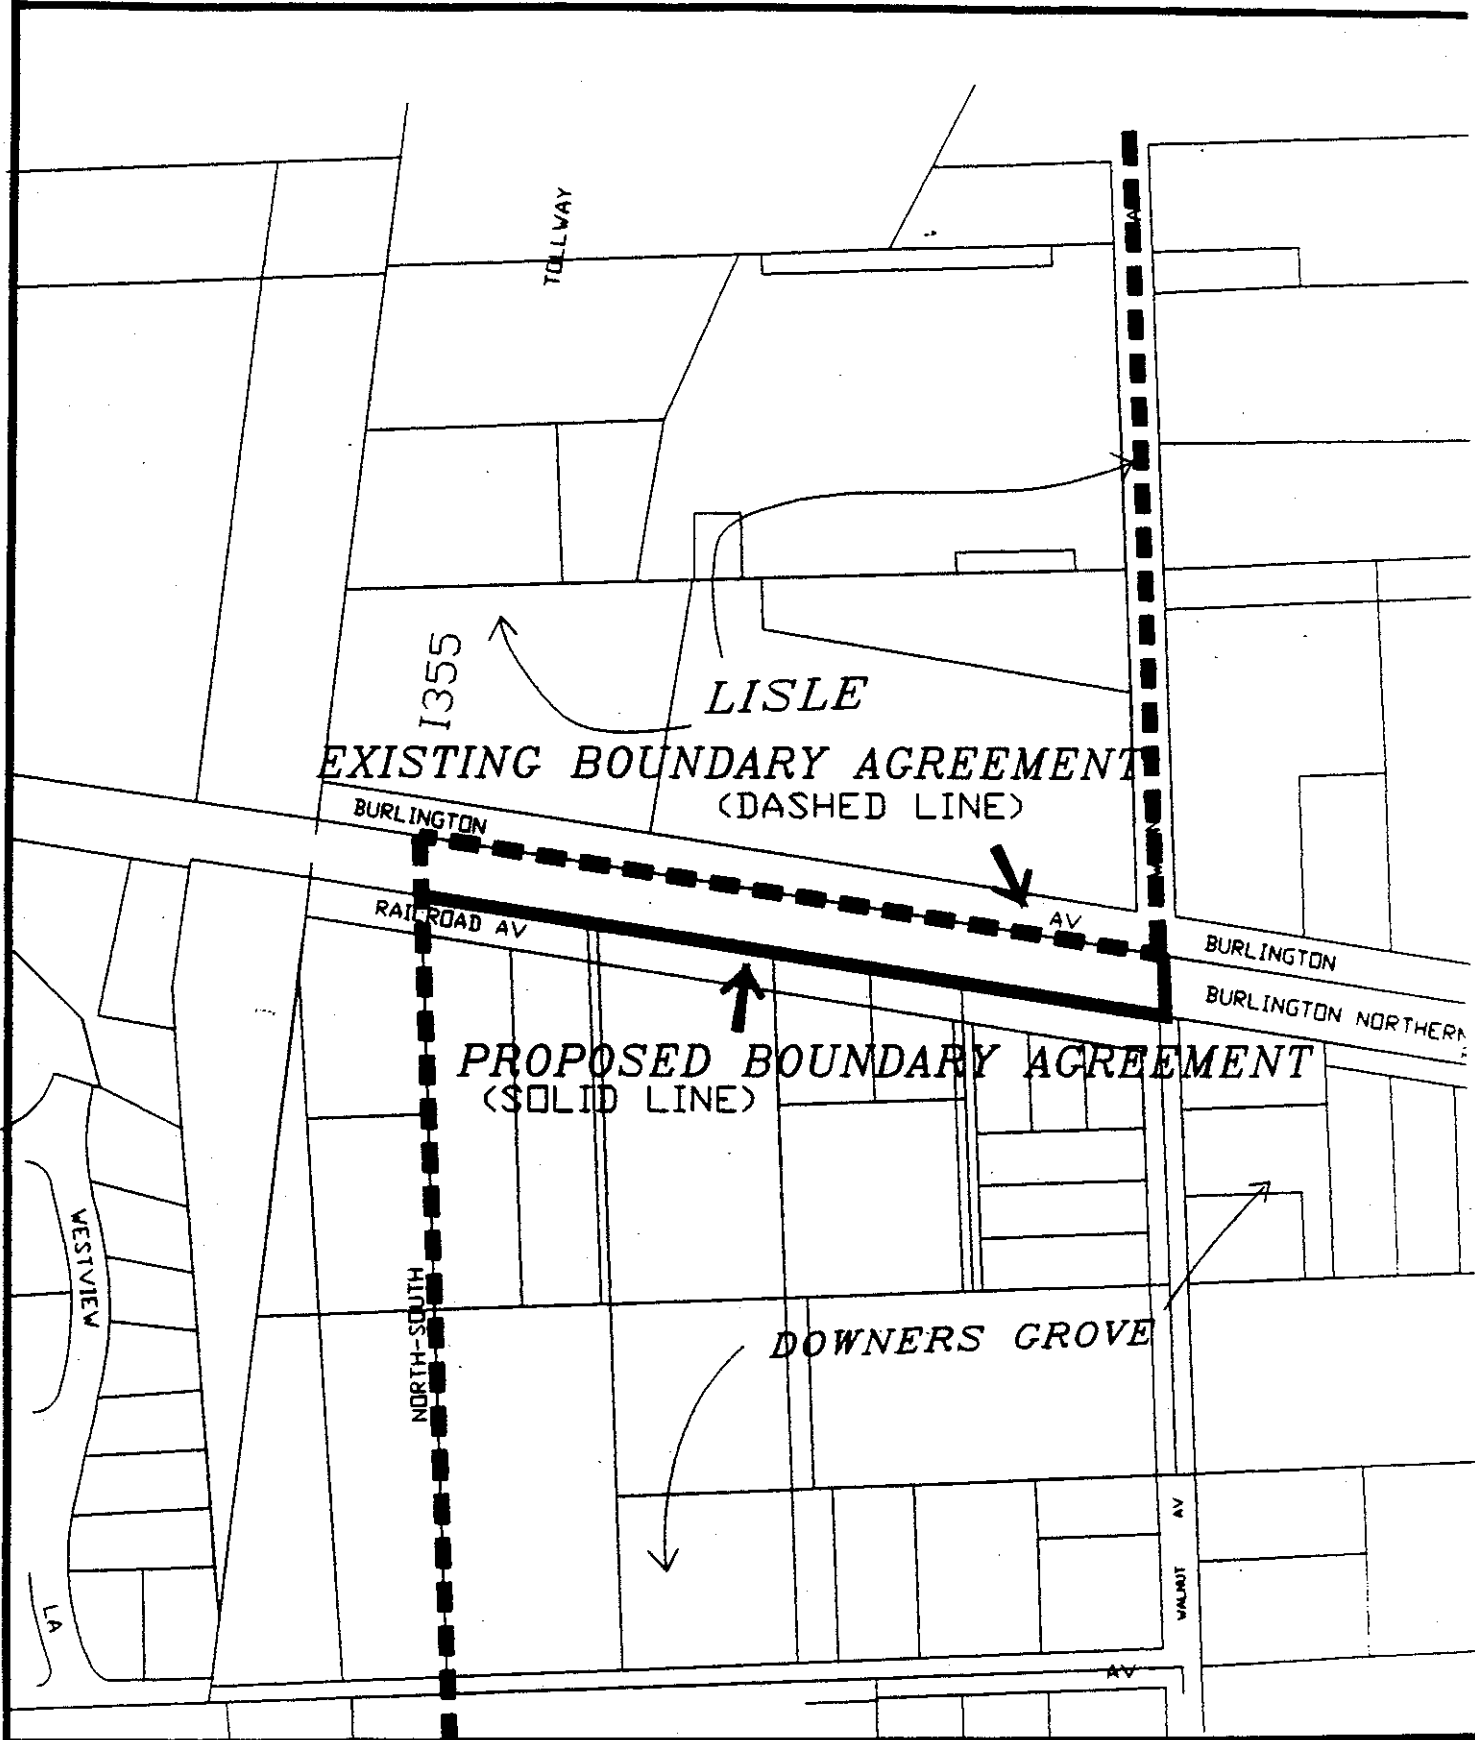 TOLLWAY
I355
LISLE
EXISTING BOUNDARY AGREEMENT
(DASHED LINE)
BURLINGTON
AV
RAILROAD AV
BURLINGTON
BURLINGTON NORTHERN
PROPOSED BOUNDARY AGREEMENT
(SOLID LINE)
WESTVIEW
NORTH-SOUTH
DOWNERS GROVE
AV
WALNUT
LA
AV